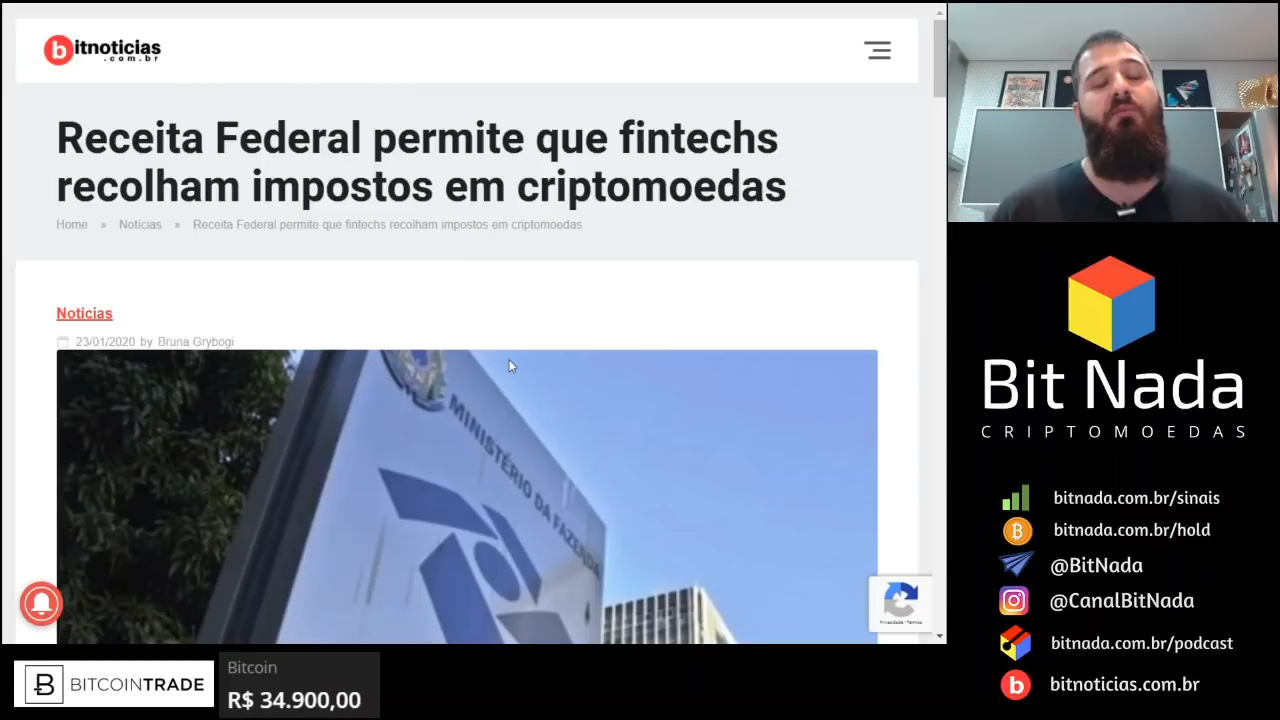 bitnoticias
.com.br
Receita Federal permite que fintechs
recolham impostos em criptomoedas
Home » Notícias » Receita Federal permite que fintechs recolham impostos em criptomoedas
Notícias
23/01/2020 by Bruna Grybogi
MINISTÉRIO DA FAZENDA
Privacidade - Termos
BITCOINTRADE
Bitcoin
R$ 34.900,00
Bit Nada
CRIPTOMOEDAS
bitnada.com.br/sinais
bitnada.com.br/hold
@BitNada
@CanalBitNada
bitnada.com.br/podcast
bitnoticias.com.br